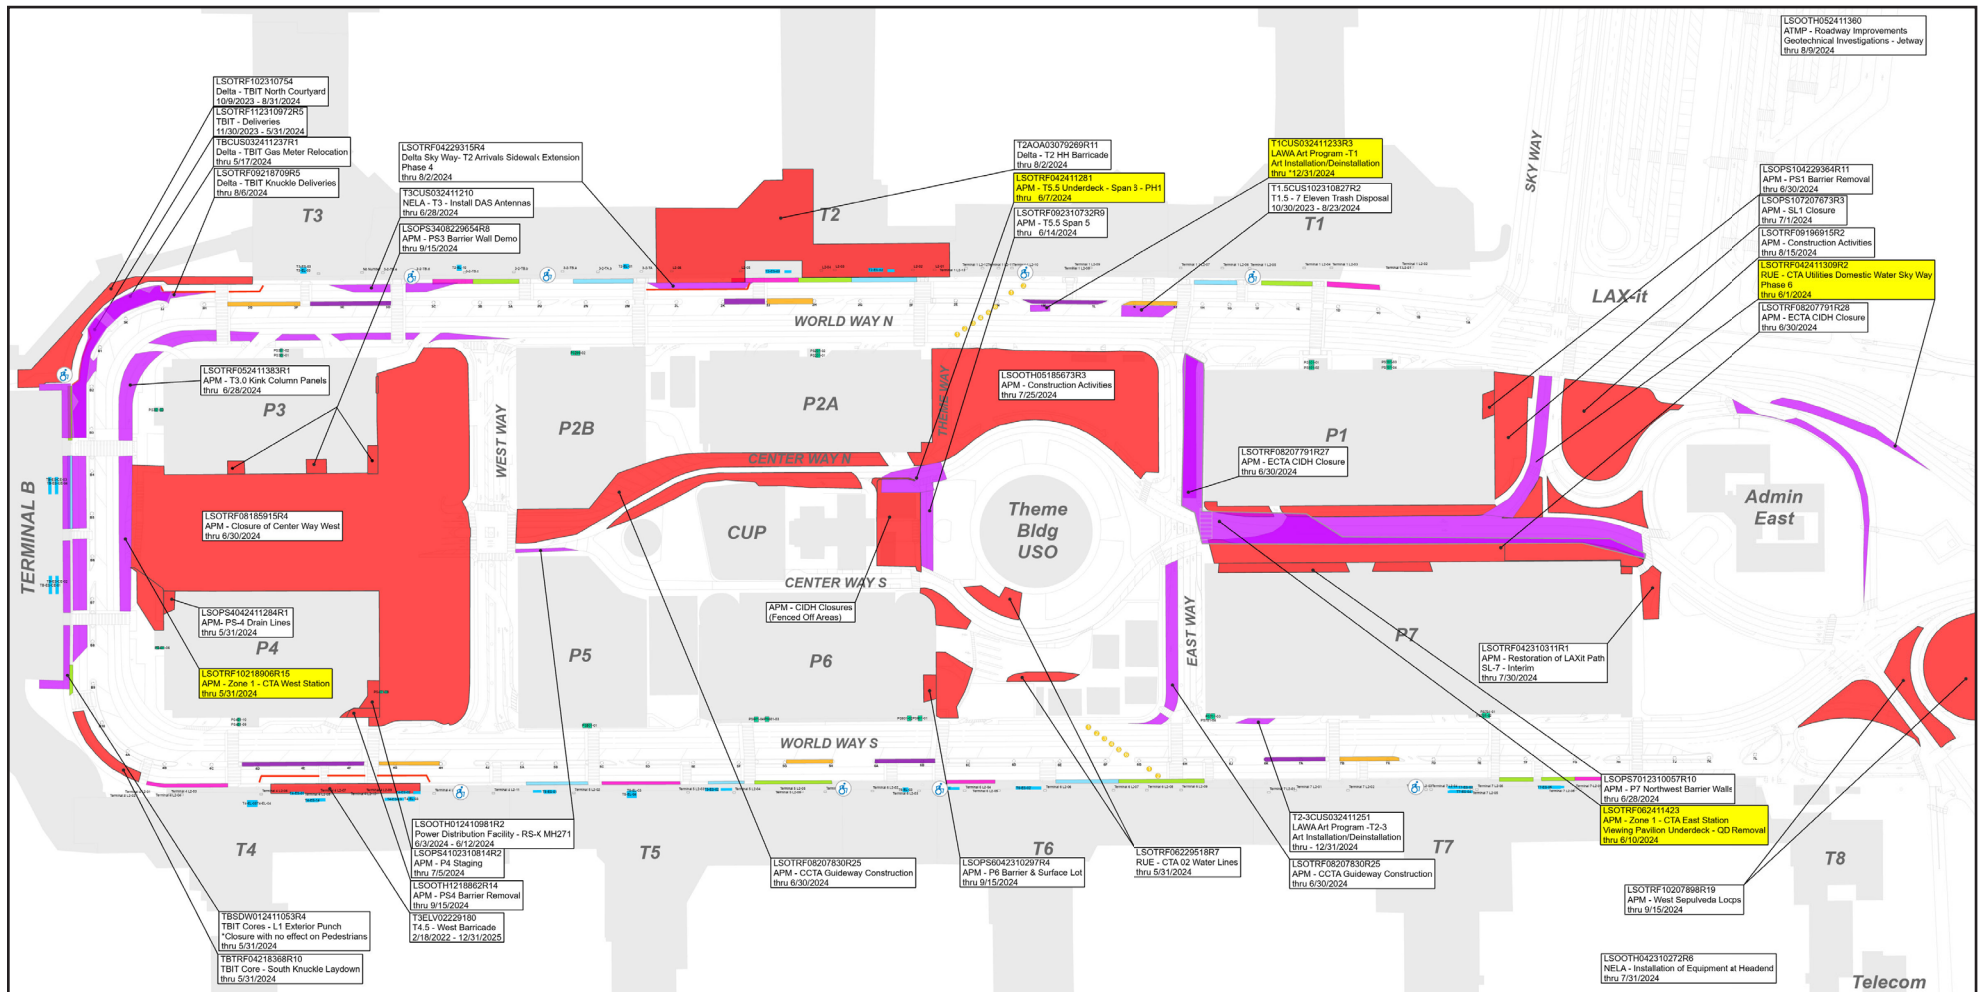 LSOOTH052411360
ATMP - Roadway Improvements
Geotechnical Investigations - Jetway
thru 8/9/2024
LSOTRF102310754
Delta - TBIT North Courtyard
10/9/2023 - 8/31/2024
LSOTRF112310972R5
TBIT - Deliveries
11/30/2023 - 5/31/2024
TBCUS032411237R1
Delta - TBIT Gas Meter Relocation
thru 5/17/2024
LSOTRF09218709R5
Delta - TBIT Knuckle Deliveries
thru 8/6/2024
LSOTRF04229315R4
Delta Sky Way- T2 Arrivals Sidewalk Extension
Phase 4
thru 8/2/2024
T3CUS032411210
NELA - T3 - Install DAS Antennas
thru 6/28/2024
LSOPS3408229654R8
APM - PS3 Barrier Wall Demo
thru 9/15/2024
T2AOA03079269R11
Delta - T2 HH Barricade
thru 8/2/2024
LSOTRF042411281
APM - T5.5 Underdeck - Span 3 - PH1
thru 6/7/2024
LSOTRF092310732R9
APM - T5.5 Span 5
thru 6/14/2024
T1CUS032411233R3
LAWA Art Program -T1
Art Installation/Deinstallation
thru *12/31/2024
T1.5CUS102310827R2
T1.5 - 7 Eleven Trash Disposal
10/30/2023 - 8/23/2024
LSOPS104229364R11
APM - PS1 Barrier Removal
thru 6/30/2024
LSOPS107207673R3
APM - SL1 Closure
thru 7/1/2024
LSOTRF09196915R2
APM - Construction Activities
thru 8/15/2024
LSOTRF042411309R2
RUE - CTA Utilities Domestic Water Sky Way
Phase 6
thru 6/1/2024
LSOTRF08207791R28
APM - ECTA CIDH Closure
thru 6/30/2024
T3
T2
T1
SKY WAY
LAX-it
WORLD WAY N
LSOTRF052411383R1
APM - T3.0 Kink Column Panels
thru 6/28/2024
P3
WEST WAY
P2B
P2A
THEME WAY
LSOOTH05185673R3
APM - Construction Activities
thru 7/25/2024
P1
CENTER WAY N
LSOTRF08207791R27
APM - ECTA CIDH Closure
thru 6/30/2024
TERMINAL B
LSOTRF08185915R4
APM - Closure of Center Way West
thru 6/30/2024
CUP
Theme
Bldg
USO
Admin
East
CENTER WAY S
APM - CIDH Closures
(Fenced Off Areas)
LSOPS4042411284R1
APM- PS-4 Drain Lines
thru 5/31/2024
P4
P5
P6
EAST WAY
P7
LSOTRF10218906R15
APM - Zone 1 - CTA West Station
thru 5/31/2024
LSOTRF042310311R1
APM - Restoration of LAXit Path
SL-7 - Interim
thru 7/30/2024
WORLD WAY S
LSOPS7012310057R10
APM - P7 Northwest Barrier Walls
thru 6/28/2024
LSOTRF062411423
APM - Zone 1 - CTA East Station
Viewing Pavilion Underdeck - QD Removal
thru 6/10/2024
T4
T5
T6
T7
T8
LSOOTH012410981R2
Power Distribution Facility - RS-X MH271
6/3/2024 - 6/12/2024
LSOPS4102310814R2
APM - P4 Staging
thru 7/5/2024
LSOOTH1218862R14
APM - PS4 Barrier Removal
thru 9/15/2024
T3ELV02229180
T4.5 - West Barricade
2/18/2022 - 12/31/2025
LSOTRF08207830R25
APM - CCTA Guideway Construction
thru 6/30/2024
LSOPS6042310297R4
APM - P6 Barrier & Surface Lot
thru 9/15/2024
LSOTRF06229518R7
RUE - CTA 02 Water Lines
thru 5/31/2024
T2-3CUS032411251
LAWA Art Program -T2-3
Art Installation/Deinstallation
thru - 12/31/2024
LSOTRF08207830R25
APM - CCTA Guideway Construction
thru 6/30/2024
LSOTRF10207898R19
APM - West Sepulveda Loops
thru 9/15/2024
TBSDW012411053R4
TBIT Cores - L1 Exterior Punch
*Closure with no effect on Pedestrians
thru 5/31/2024
TBTRF04218368R10
TBIT Core - South Knuckle Laydown
thru 5/31/2024
LSOOTH042310272R6
NELA - Installation of Equipment at Headend
thru 7/31/2024
Telecom